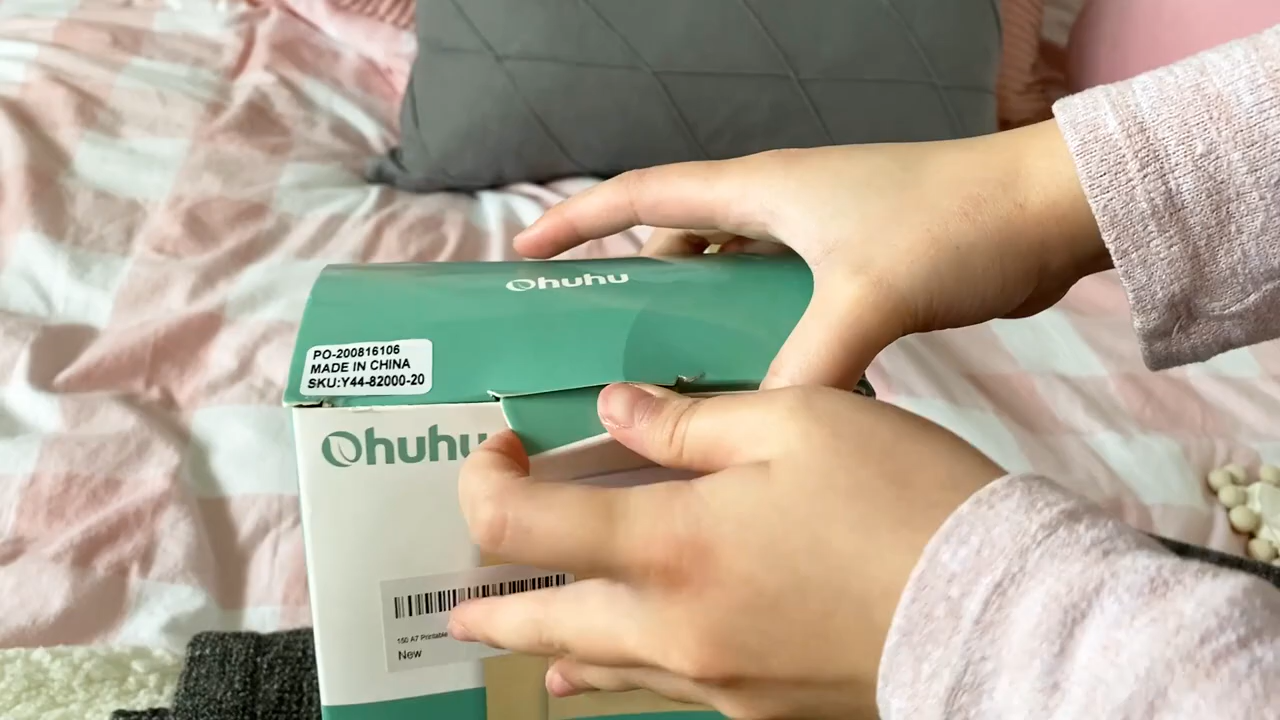 Ohuhu
PO-200816106
MADE IN CHINA
SKU:Y44-82000-20
Ohuhu
150 A7 Printable
New